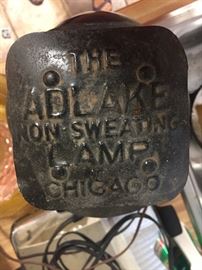 THE
ADLAKE
NON SWEATING
LAMP
CHICAGO